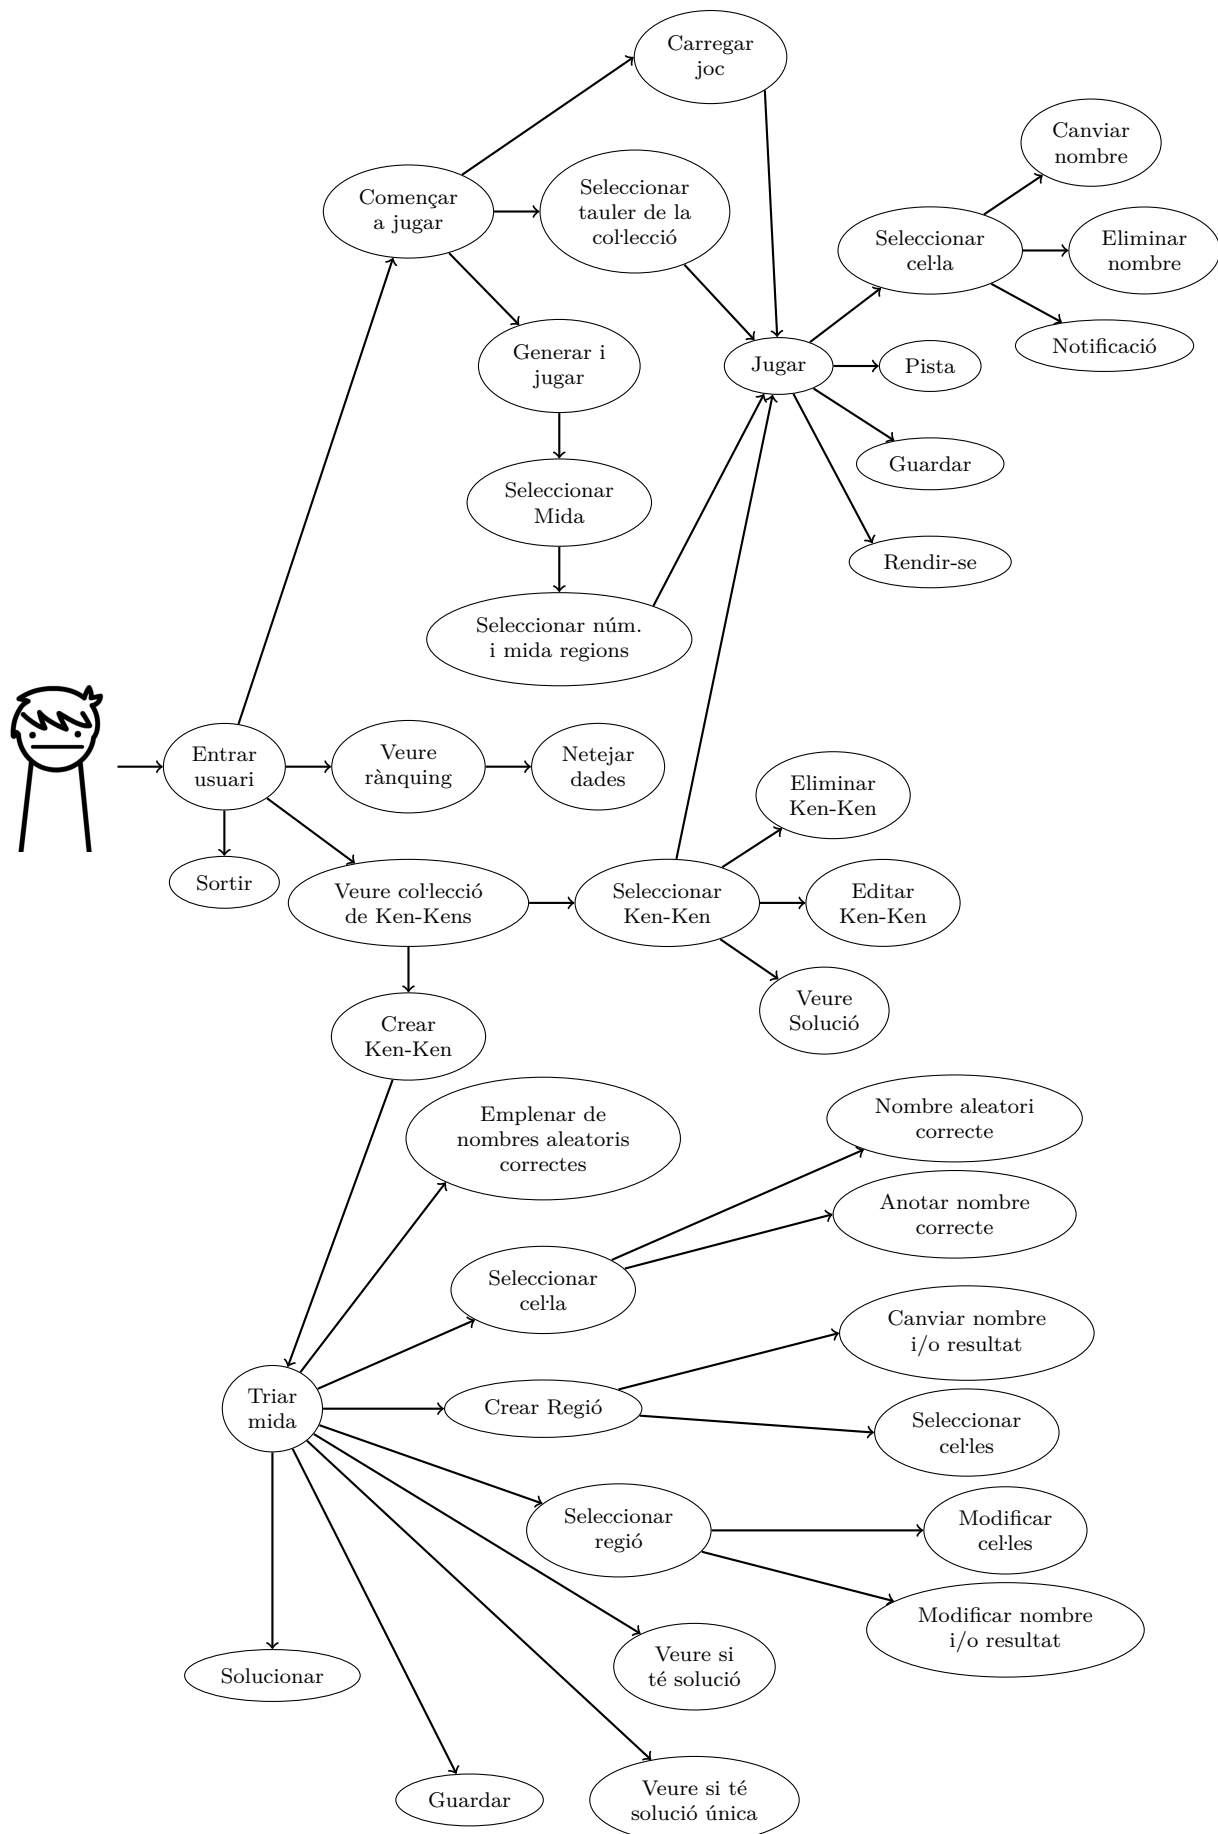 Carregar
joc
Canviar
nombre
Començar
a jugar
Seleccionar
tauler de la
col·lecció
Seleccionar
cel·la
Eliminar
nombre
Notificació
Generar i
jugar
Jugar
Pista
Guardar
Seleccionar
Mida
Rendir-se
Seleccionar núm.
i mida regions
Entrar
usuari
Veure
rànquing
Netejar
dades
Eliminar
Ken-Ken
Sortir
Veure col·lecció
de Ken-Kens
Seleccionar
Ken-Ken
Editar
Ken-Ken
Veure
Solució
Crear
Ken-Ken
Emplenar de
nombres aleatoris
correctes
Nombre aleatori
correcte
Anotar nombre
correcte
Seleccionar
cel·la
Canviar nombre
i/o resultat
Triar
mida
Crear Regió
Seleccionar
cel·les
Seleccionar
regió
Modificar
cel·les
Modificar nombre
i/o resultat
Veure si
té solució
Solucionar
Guardar
Veure si té
solució única